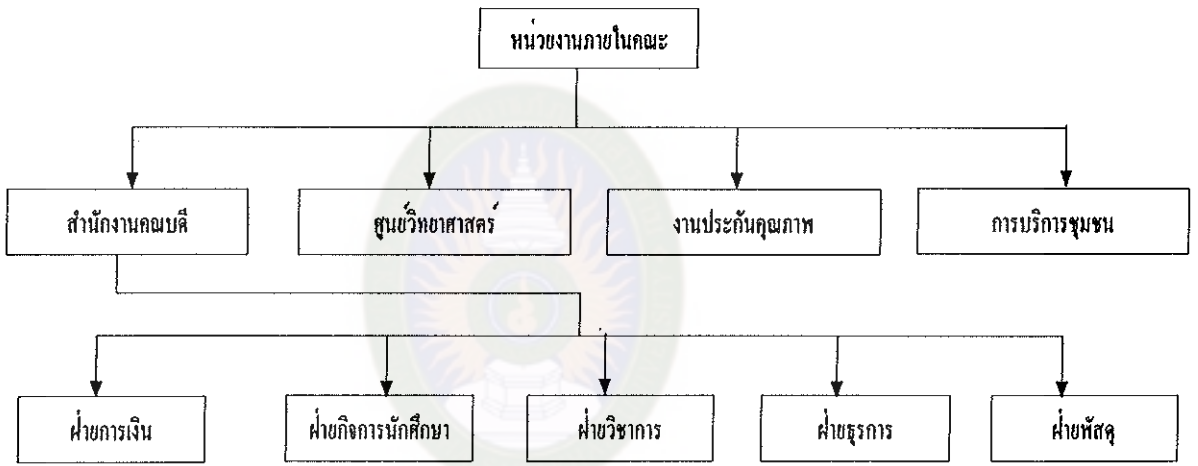 หน่วยงานภายในคณะ
สำนักงานคณบดี
ศูนย์วิทยาศาสตร์
งานประกันคุณภาพ
การบริการชุมชน
ฝ่ายการเงิน
ฝ่ายกิจการนักศึกษา
ฝ่ายวิชาการ
ฝ่ายธุรการ
ฝ่ายพัสดุ